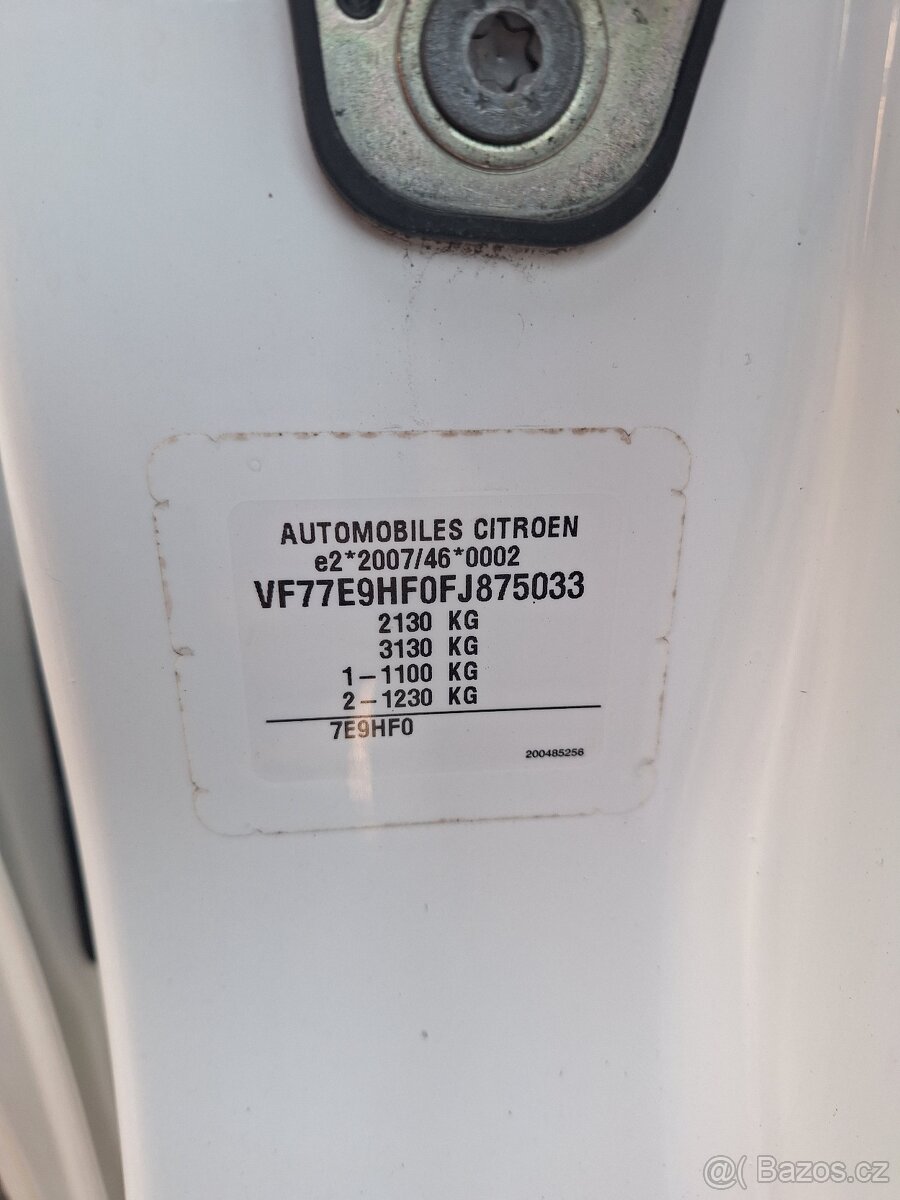 AUTOMOBILES CITROEN
e2*2007/46*0002
VF77E9HF0FJ875033
2130 KG
3130 KG
1-1100 KG
2-1230 KG
7E9HF0
200485256
@( Bazos.cz